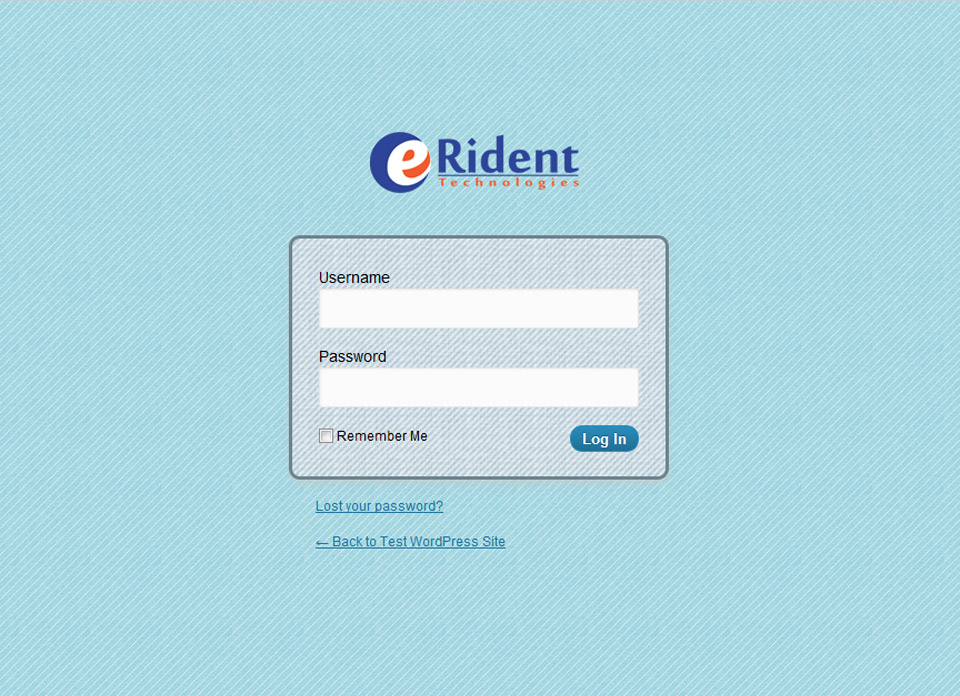 eRident
Technologies
Username
Password
Remember Me
Log In
Lost your password?
← Back to Test WordPress Site